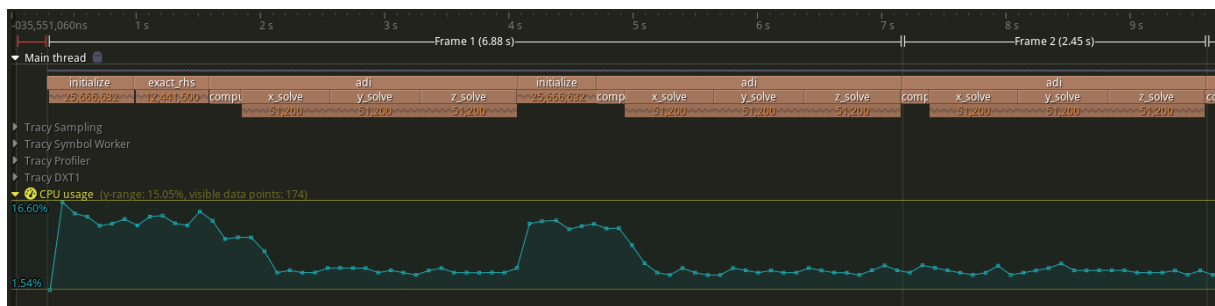 -035,551,060ns 1 s 2 s 3 s 4 s 5 s 6 s 7 s 8 s 9 s
Frame 1 (6.88 s) Frame 2 (2.45 s)
Main thread
initialize exact_rhs adi initialize adi adi
25,666,632 12,441,600 compu x_solve y_solve z_solve 25,666,632 comp x_solve y_solve z_solve comp x_solve y_solve z_solve cc
51,200 51,200 51,200 51,200 51,200 51,200 51,200 51,200 51,200
Tracy Sampling
Tracy Symbol Worker
Tracy Profiler
Tracy DXT1
CPU usage (y-range: 15.05%, visible data points: 174)
16.60%
1.54%